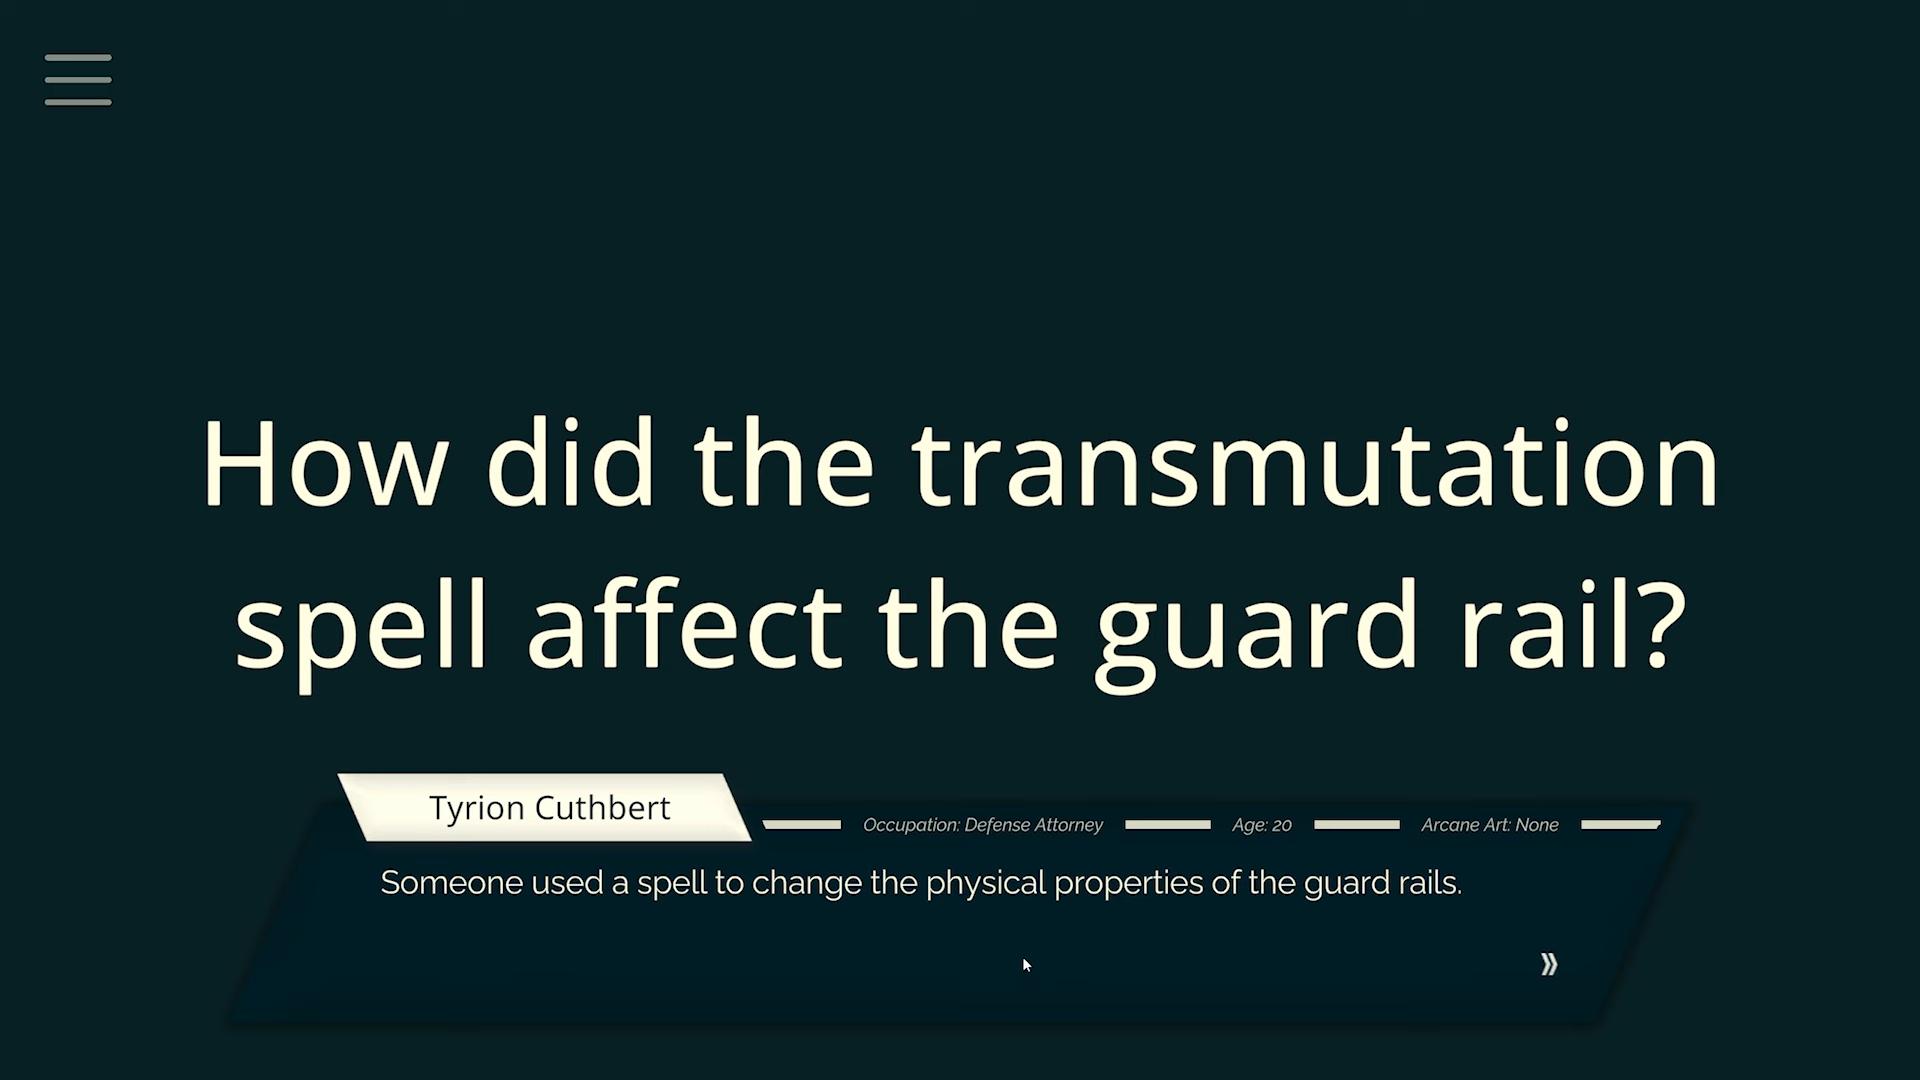 How did the transmutation
spell affect the guard rail?
Tyrion Cuthbert
Occupation: Defense Attorney Age: 20 Arcane Art: None
Someone used a spell to change the physical properties of the guard rails.